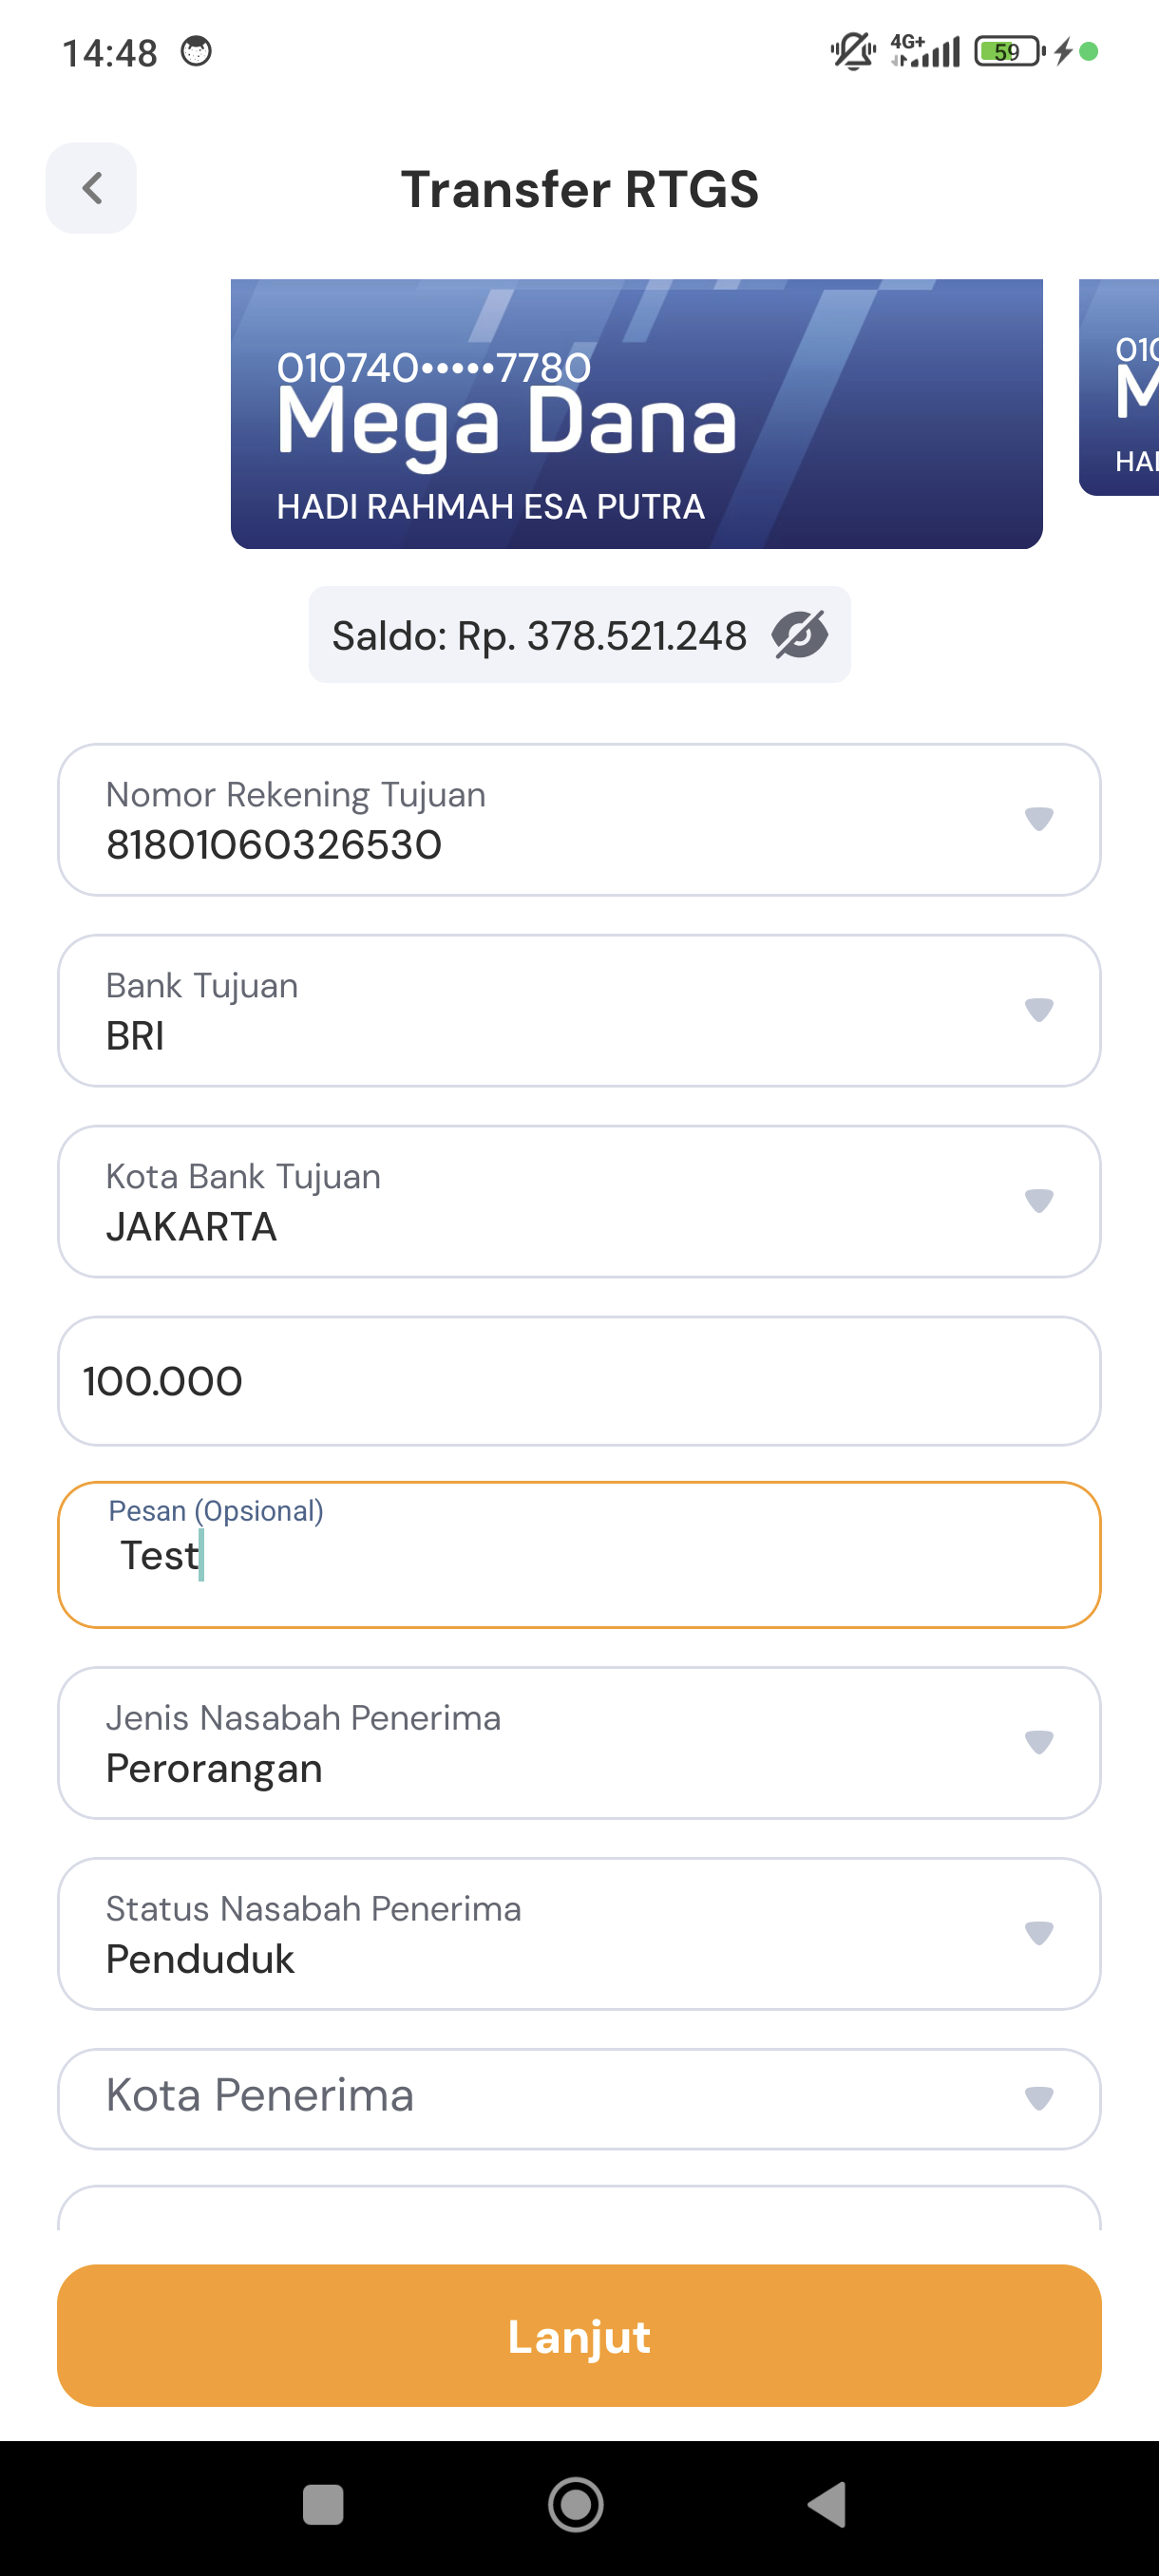 14:48
4G+
59
Transfer RTGS
010740•••••7780
Mega Dana
HADI RAHMAH ESA PUTRA
010
M
HAI
Saldo: Rp. 378.521.248
Nomor Rekening Tujuan
81801060326530
Bank Tujuan
BRI
Kota Bank Tujuan
JAKARTA
100.000
Pesan (Opsional)
Test
Jenis Nasabah Penerima
Perorangan
Status Nasabah Penerima
Penduduk
Kota Penerima
Lanjut